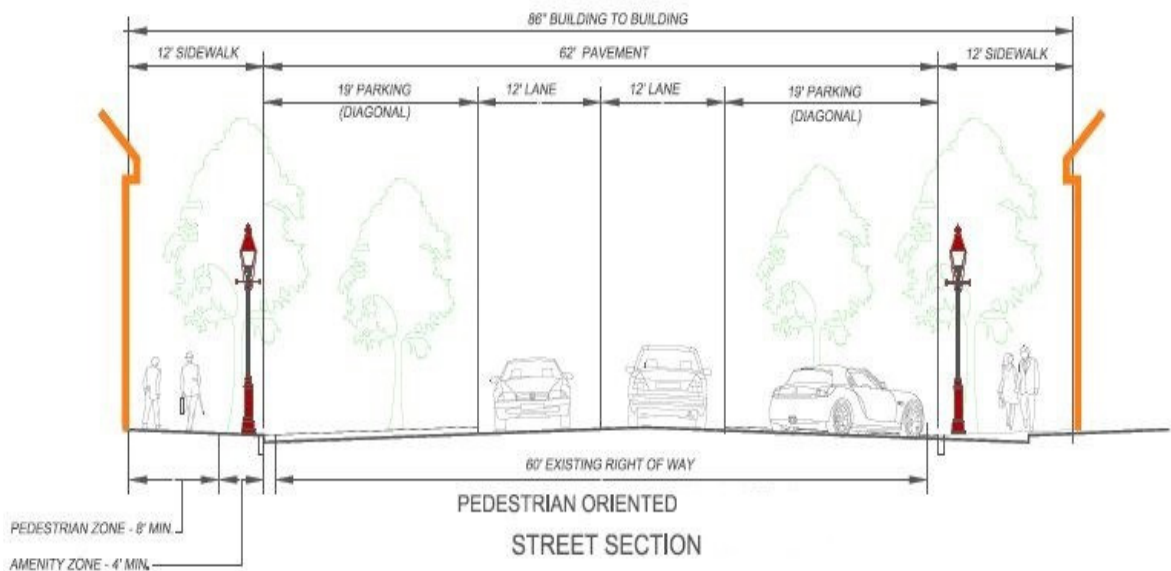 86" BUILDING TO BUILDING
12' SIDEWALK
62' PAVEMENT
12' SIDEWALK
19' PARKING
(DIAGONAL)
12' LANE
12' LANE
19' PARKING
(DIAGONAL)
60' EXISTING RIGHT OF WAY
PEDESTRIAN ORIENTED
STREET SECTION
PEDESTRIAN ZONE - 8' MIN.
AMENITY ZONE - 4' MIN.